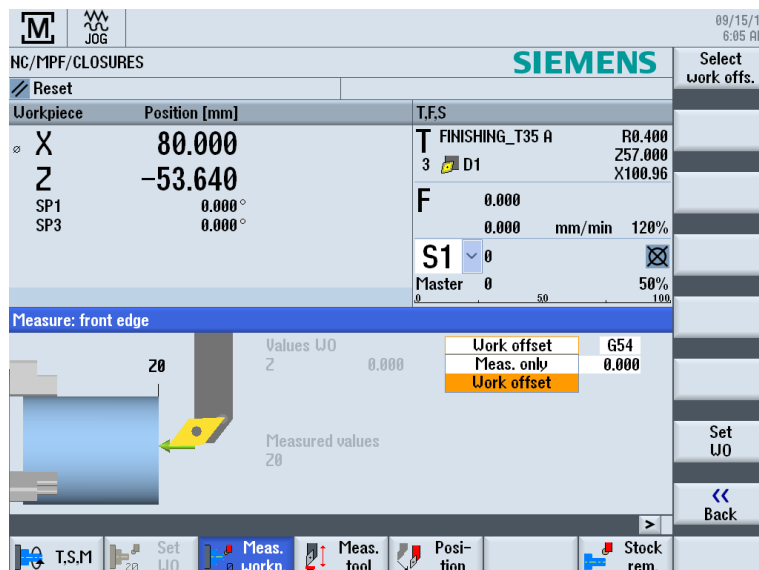 M
JOG
09/15/1
6:05 A
NC/MPF/CLOSURES
SIEMENS
Select
work offs.
Reset
Workpiece Position [mm]
T,F,S
⌀ X 80.000
Z -53.640
SP1 0.000°
SP3 0.000°
T FINISHING_T35 A R0.400
3 D1 Z57.000
X100.96
F 0.000
0.000 mm/min 120%
S1 0
Master 0 50%
0 50 100
Measure: front edge
Z0
Values WO
Z 0.000
Work offset G54
Meas. only 0.000
Work offset
Measured values
Z0
Set
WO
<<
Back
>
T,S,M
Set
WO
Meas.
workp.
Meas.
tool
Posi-
tion
Stock
rem.